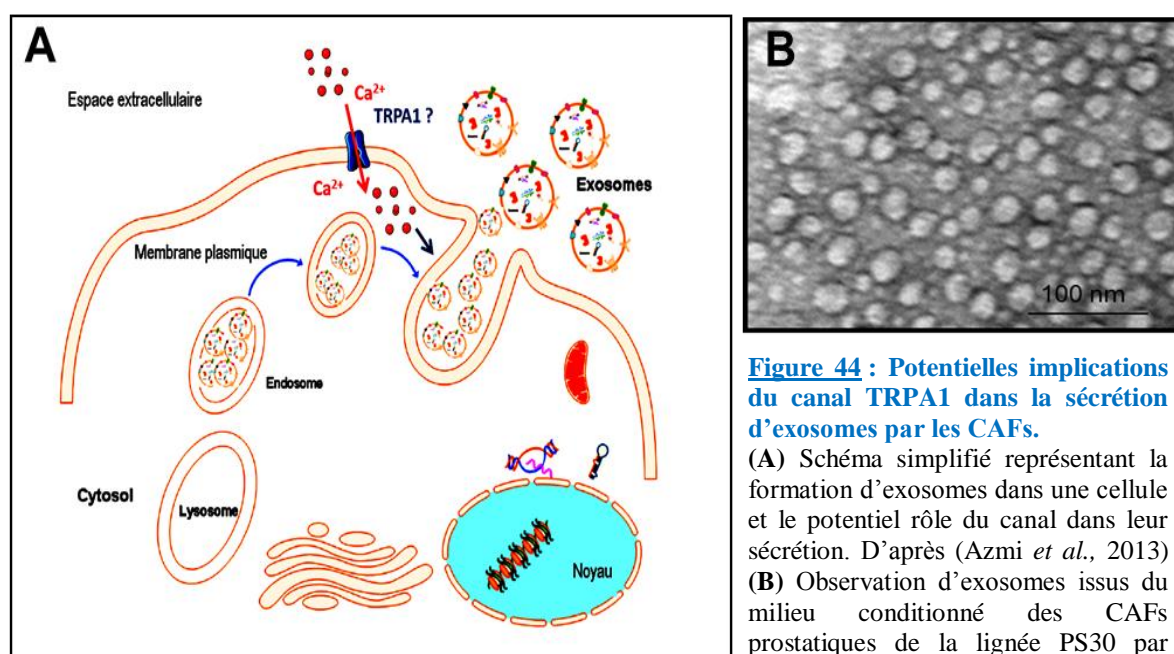 A
Espace extracellulaire
Ca²⁺
TRPA1 ?
Ca²⁺
Exosomes
Membrane plasmique
Endosome
Cytosol
Lysosome
Noyau
B
100 nm
Figure 44 : Potentielles implications
du canal TRPA1 dans la sécrétion
d’exosomes par les CAFs.
(A) Schéma simplifié représentant la
formation d’exosomes dans une cellule
et le potentiel rôle du canal dans leur
sécrétion. D’après (Azmi et al., 2013)
(B) Observation d’exosomes issus du
milieu conditionné des CAFs
prostatiques de la lignée PS30 par